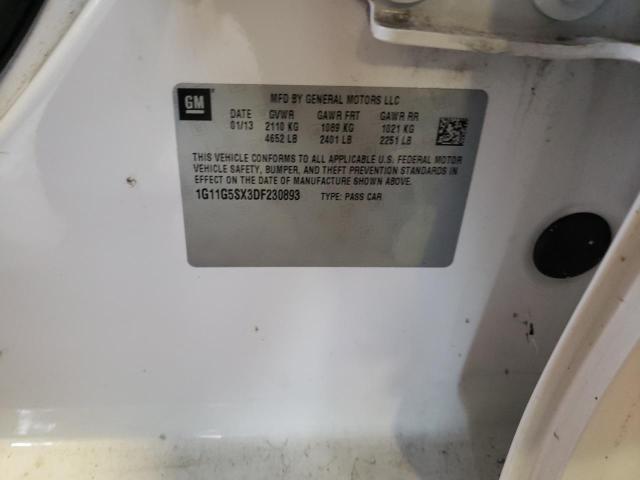 GM
MFD BY GENERAL MOTORS LLC
DATE GVWR GAWR FRT GAWR RR
01/13 2110 KG 1089 KG 1021 KG
4652 LB 2401 LB 2251 LB
THIS VEHICLE CONFORMS TO ALL APPLICABLE U.S. FEDERAL MOTOR
VEHICLE SAFETY, BUMPER, AND THEFT PREVENTION STANDARDS
IN EFFECT ON THE DATE OF MANUFACTURE SHOWN ABOVE.
1G11G5SX3DF230893 TYPE: PASS CAR